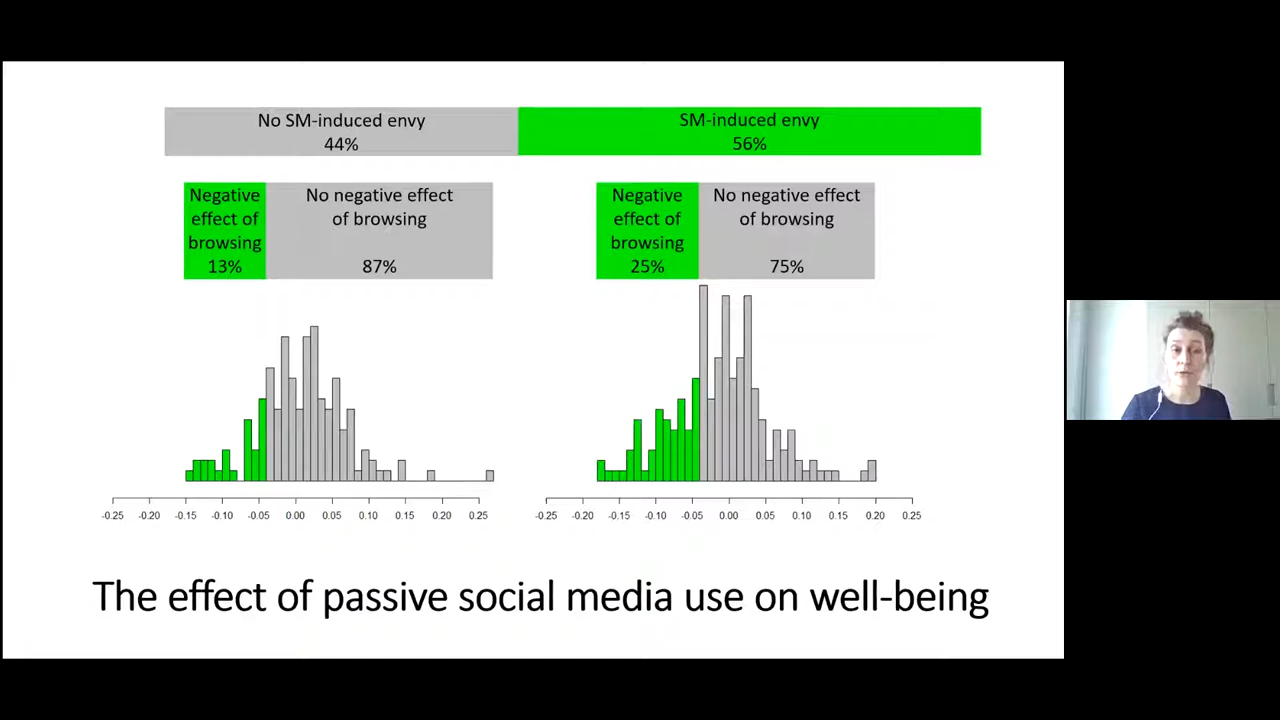 No SM-induced envy
44%
SM-induced envy
56%
Negative
effect of
browsing
13%
No negative effect
of browsing
87%
Negative
effect of
browsing
25%
No negative effect
of browsing
75%
-0.25 -0.20 -0.15 -0.10 -0.05 0.00 0.05 0.10 0.15 0.20 0.25
-0.25 -0.20 -0.15 -0.10 -0.05 0.00 0.05 0.10 0.15 0.20 0.25
The effect of passive social media use on well-being